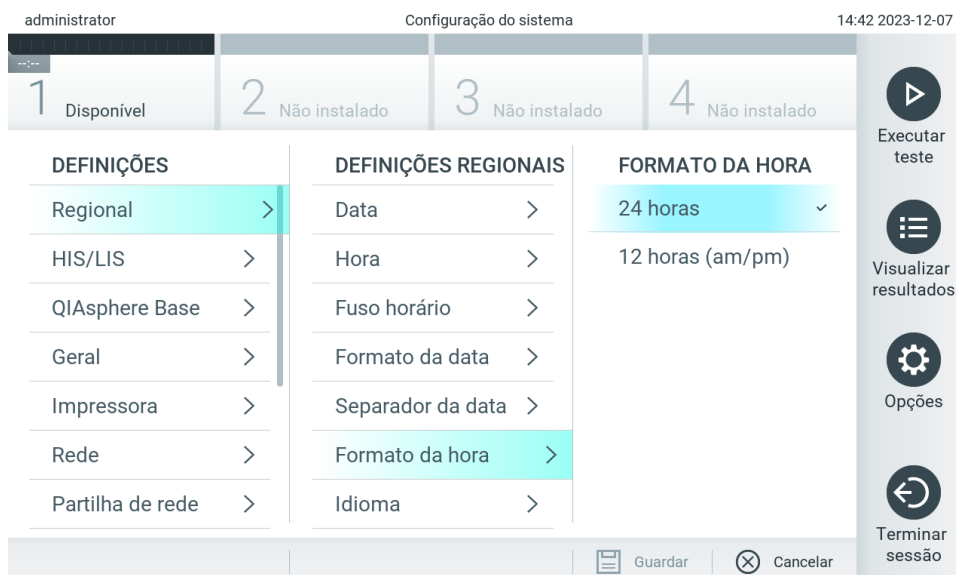 administrator
Configuração do sistema
14:42 2023-12-07
--:--
1 Disponível
2 Não instalado
3 Não instalado
4 Não instalado
DEFINIÇÕES
Regional
HIS/LIS
QIAsphere Base
Geral
Impressora
Rede
Partilha de rede
DEFINIÇÕES REGIONAIS
Data
Hora
Fuso horário
Formato da data
Separador da data
Formato da hora
Idioma
FORMATO DA HORA
24 horas
12 horas (am/pm)
Executar
teste
Visualizar
resultados
Opções
Terminar
sessão
Guardar
Cancelar